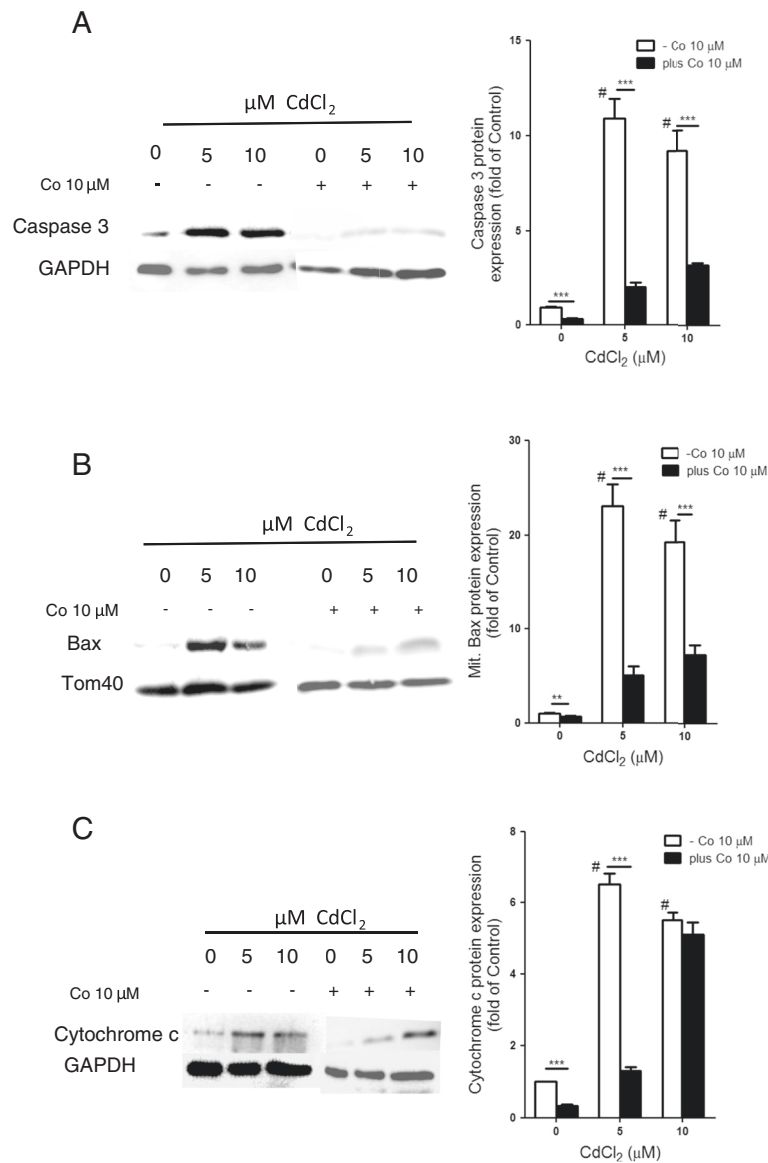 A
μM CdCl2
0 5 10 0 5 10
Co 10 μM - - - + + +
Caspase 3
GAPDH
Caspase 3 protein
expression (fold of Control)
15
10
5
0
- Co 10 μM
plus Co 10 μM
# ***
# ***
***
0 5 10
CdCl2 (μM)
B
μM CdCl2
0 5 10 0 5 10
Co 10 μM - - - + + +
Bax
Tom40
Mit. Bax protein expression
(fold of Control)
30
20
10
0
-Co 10 μM
plus Co 10 μM
# ***
# ***
**
0 5 10
CdCl2 (μM)
C
μM CdCl2
0 5 10 0 5 10
Co 10 μM - - - + + +
Cytochrome c
GAPDH
Cytochrome c protein expression
(fold of Control)
8
6
4
2
0
- Co 10 μM
plus Co 10 μM
# ***
#
***
0 5 10
CdCl2 (μM)